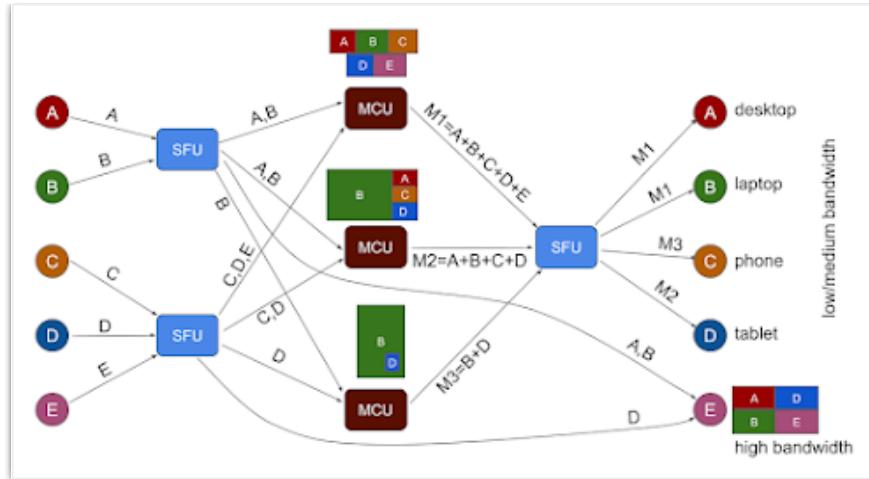 A B C
D E
A
A
SFU
A,B
MCU
M1=A+B+C+D+E
A
desktop
B
B
A,B
B
M1
M1
B
laptop
B
A
C
D
C
C
C,D,E
MCU
M2=A+B+C+D
SFU
M3
C
phone
D
D
SFU
C,D
M2
D
tablet
low/medium bandwidth
B
D
D
E
E
MCU
M3=B+D
A,B
D
E
A D
B E
high bandwidth